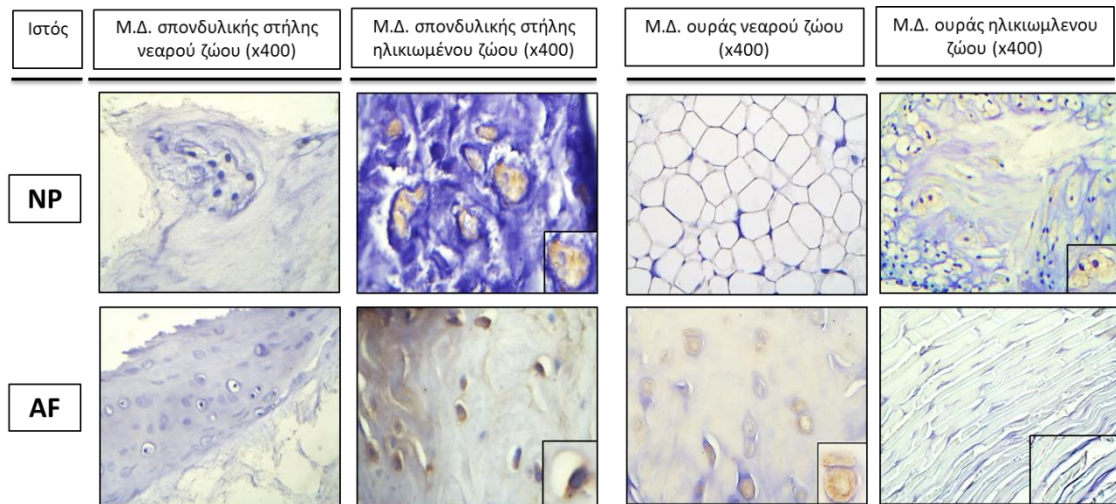 Ιστός
Μ.Δ. σπονδυλικής στήλης
νεαρού ζώου (x400)
Μ.Δ. σπονδυλικής στήλης
ηλικιωμένου ζώου (x400)
Μ.Δ. ουράς νεαρού ζώου
(x400)
Μ.Δ. ουράς ηλικιωμλενου
ζώου (x400)
NP
AF